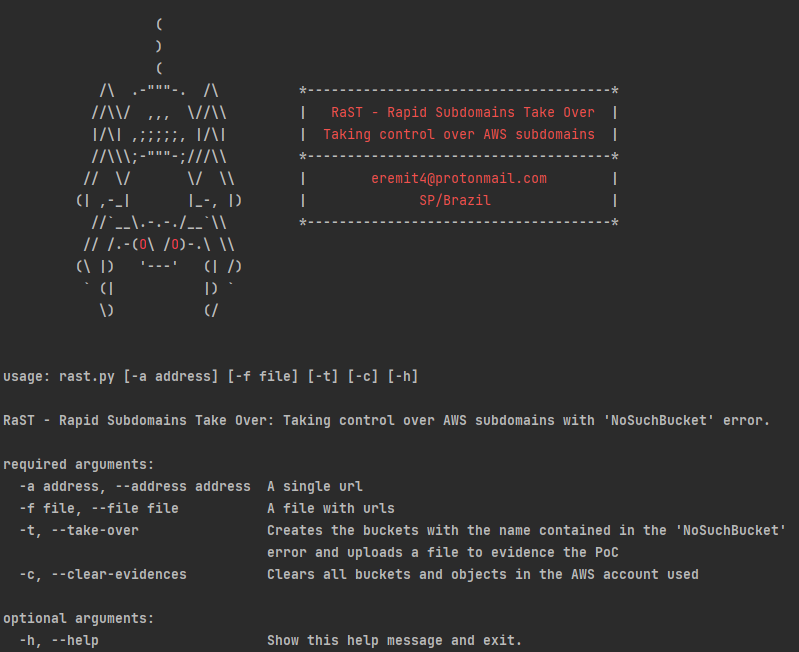 (
              )
              (
       /\  .-"""-.  /\          *--------------------------------------*
      //\\/  ,,,  \//\\         |   RaST - Rapid Subdomains Take Over  |
      |/\| ,;;;;;, |/\|         |  Taking control over AWS subdomains  |
      //\\\;-"""-;///\\         *--------------------------------------*
     //  \/       \/  \\        |        eremit4@protonmail.com        |
    (| ,-_|       |_-, |)       |              SP/Brazil               |
      //`__\.-.-./__`\\         *--------------------------------------*
     // /.-(O\ /O)-.\ \\
    (\ |)   '---'   (| /)
     ` (|           |) `
       \)           (/
usage: rast.py [-a address] [-f file] [-t] [-c] [-h]
RaST - Rapid Subdomains Take Over: Taking control over AWS subdomains with 'NoSuchBucket' error.
required arguments:
  -a address, --address address  A single url
  -f file, --file file           A file with urls
  -t, --take-over                Creates the buckets with the name contained in the 'NoSuchBucket'
                                 error and uploads a file to evidence the PoC
  -c, --clear-evidences          Clears all buckets and objects in the AWS account used
optional arguments:
  -h, --help                     Show this help message and exit.